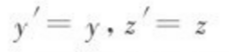 y′ = y, z′ = z